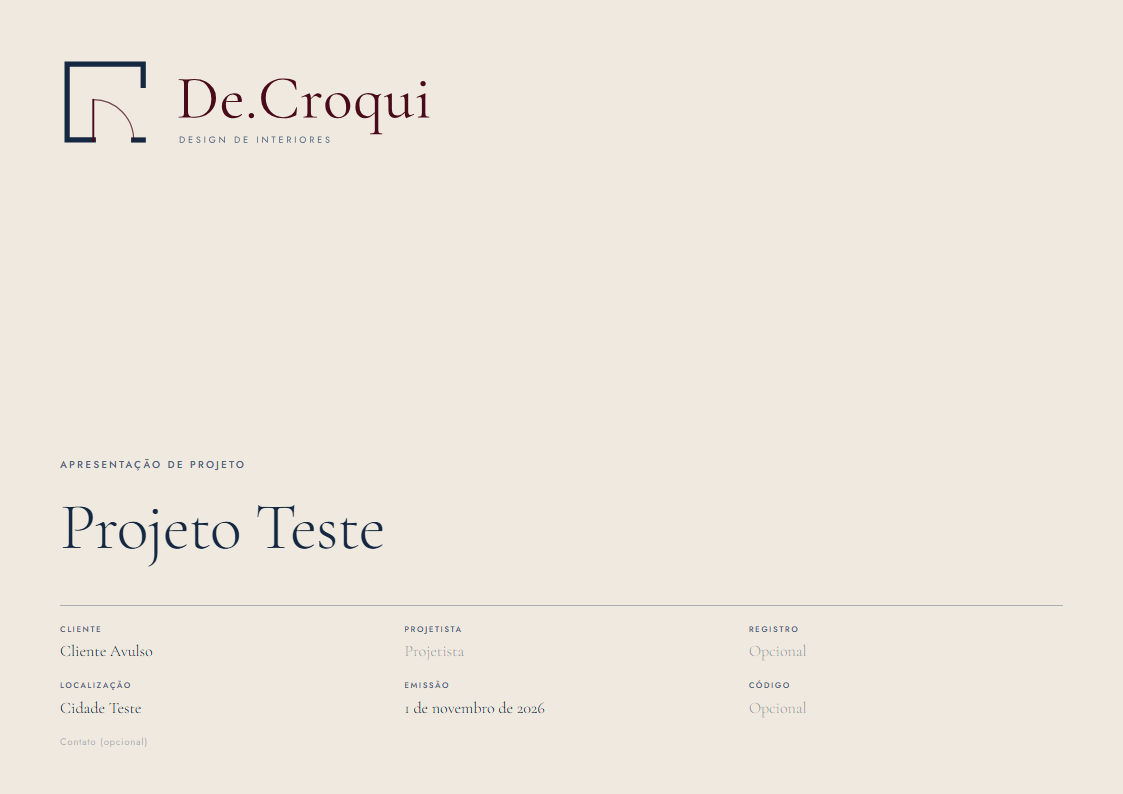 De.Croqui
DESIGN DE INTERIORES
APRESENTAÇÃO DE PROJETO
Projeto Teste
CLIENTE
Cliente Avulso
PROJETISTA
Projetista
REGISTRO
Opcional
LOCALIZAÇÃO
Cidade Teste
EMISSÃO
1 de novembro de 2026
CÓDIGO
Opcional
Contato (opcional)